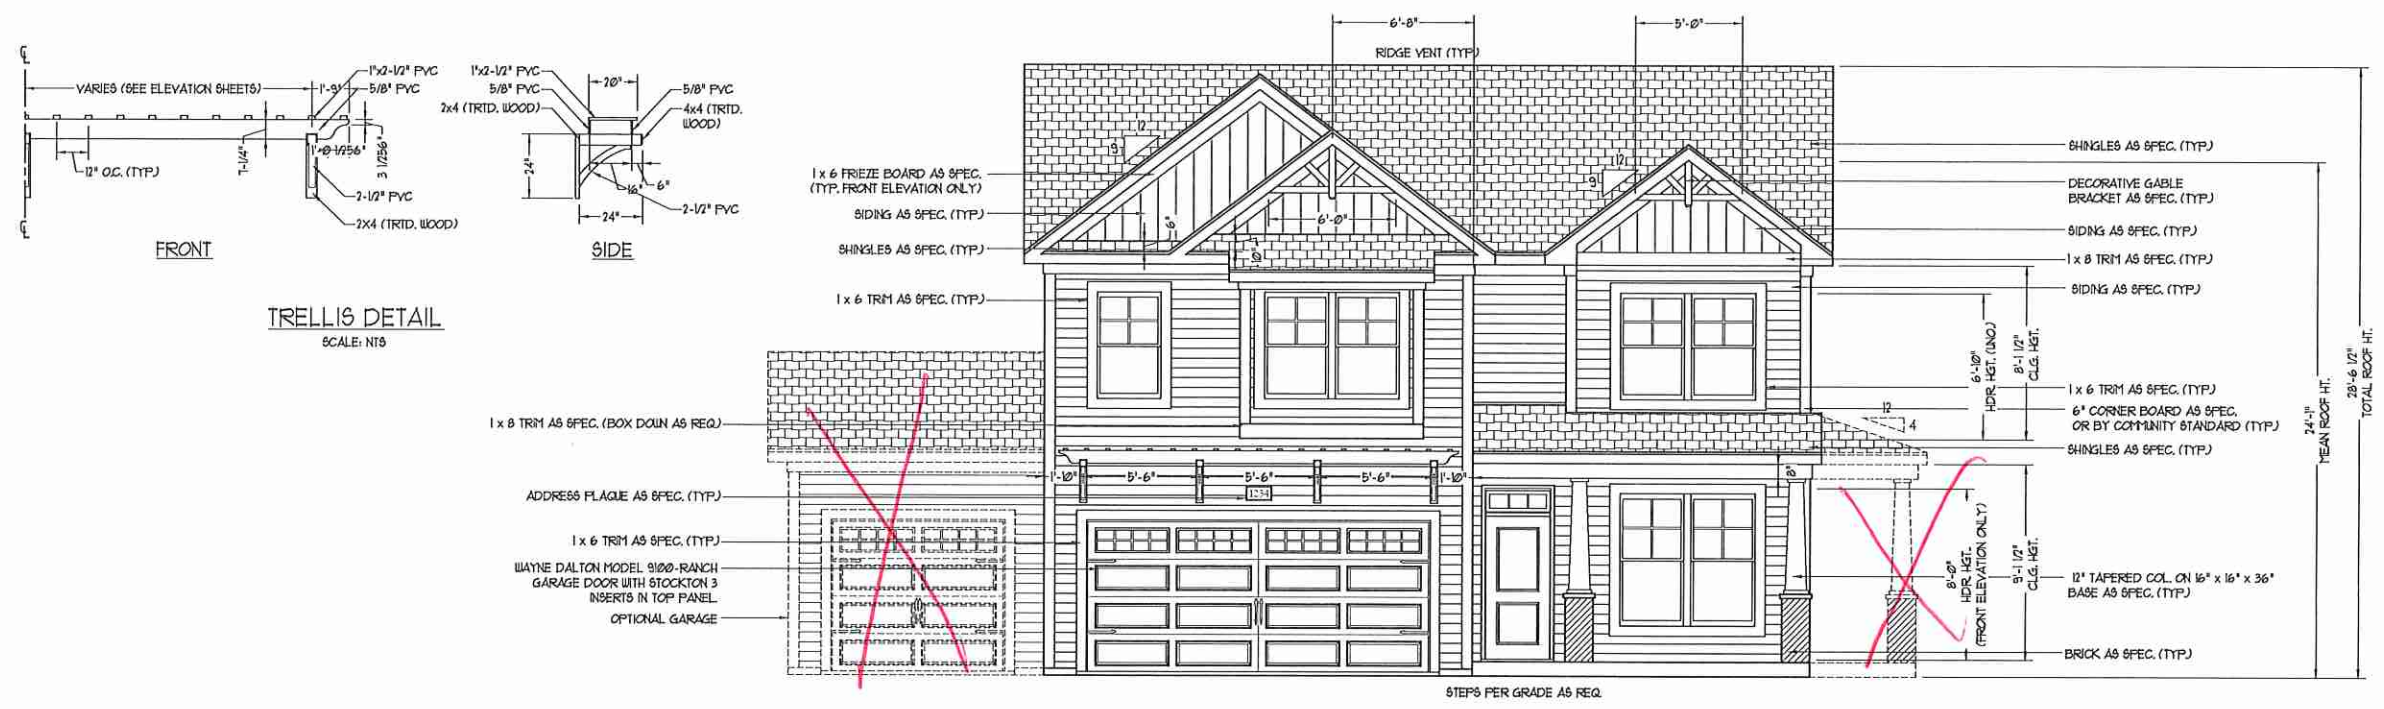 ℄
VARIES (SEE ELEVATION SHEETS)
1'-9"
1"x2-1/2" PVC
5/8" PVC
7-1/4"
1'-0 1/256"
3 1/256"
12" O.C. (TYP.)
2-1/2" PVC
2X4 (TRTD. WOOD)
℄
FRONT
1"x2-1/2" PVC
5/8" PVC
2x4 (TRTD. WOOD)
20"
5/8" PVC
4x4 (TRTD.
WOOD)
24"
16"
6"
24"
2-1/2" PVC
SIDE
TRELLIS DETAIL
SCALE: NTS
6'-8"
5'-0"
RIDGE VENT (TYP.)
12
9
12
9
1 x 6 FRIEZE BOARD AS SPEC.
(TYP. FRONT ELEVATION ONLY)
SIDING AS SPEC. (TYP.)
SHINGLES AS SPEC. (TYP.)
1 x 6 TRIM AS SPEC. (TYP.)
6"
6'-0"
10"
1 x 8 TRIM AS SPEC. (BOX DOWN AS REQ.)
ADDRESS PLAQUE AS SPEC. (TYP.)
1 x 6 TRIM AS SPEC. (TYP.)
WAYNE DALTON MODEL 9100-RANCH
GARAGE DOOR WITH STOCKTON 3
INSERTS IN TOP PANEL
OPTIONAL GARAGE
1'-10"
5'-6"
5'-6"
5'-6"
1'-10"
1234
8"
SHINGLES AS SPEC. (TYP.)
DECORATIVE GABLE
BRACKET AS SPEC. (TYP.)
SIDING AS SPEC. (TYP.)
1 x 8 TRIM AS SPEC. (TYP.)
SIDING AS SPEC. (TYP.)
6'-10"
HDR. HGT. (UNO.)
8'-1 1/2"
CLG. HGT.
1 x 6 TRIM AS SPEC. (TYP.)
6" CORNER BOARD AS SPEC.
OR BY COMMUNITY STANDARD (TYP.)
12
4
SHINGLES AS SPEC. (TYP.)
8'-0"
HDR. HGT.
(FRONT ELEVATION ONLY)
9'-1 1/2"
CLG. HGT.
12" TAPERED COL. ON 16" x 16" x 36"
BASE AS SPEC. (TYP.)
BRICK AS SPEC. (TYP.)
24'-1"
MEAN ROOF HT.
28'-6 1/2"
TOTAL ROOF HT.
STEPS PER GRADE AS REQ.